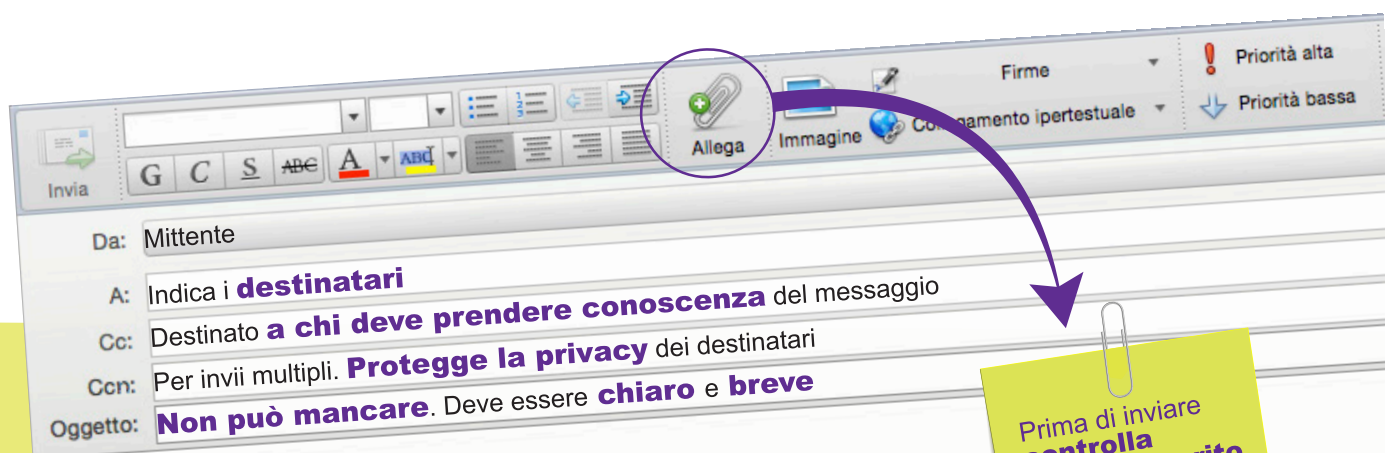 Invia
G C S ABC A ABC
Allega
Immagine
Firme
ipertestuale
Priorità alta
Priorità bassa
Da: Mittente
A: Indica i destinatari
Cc: Destinato a chi deve prendere conoscenza del messaggio
Ccn: Per invii multipli. Protegge la privacy dei destinatari
Oggetto: Non può mancare. Deve essere chiaro e breve
Prima di inviare
controlla